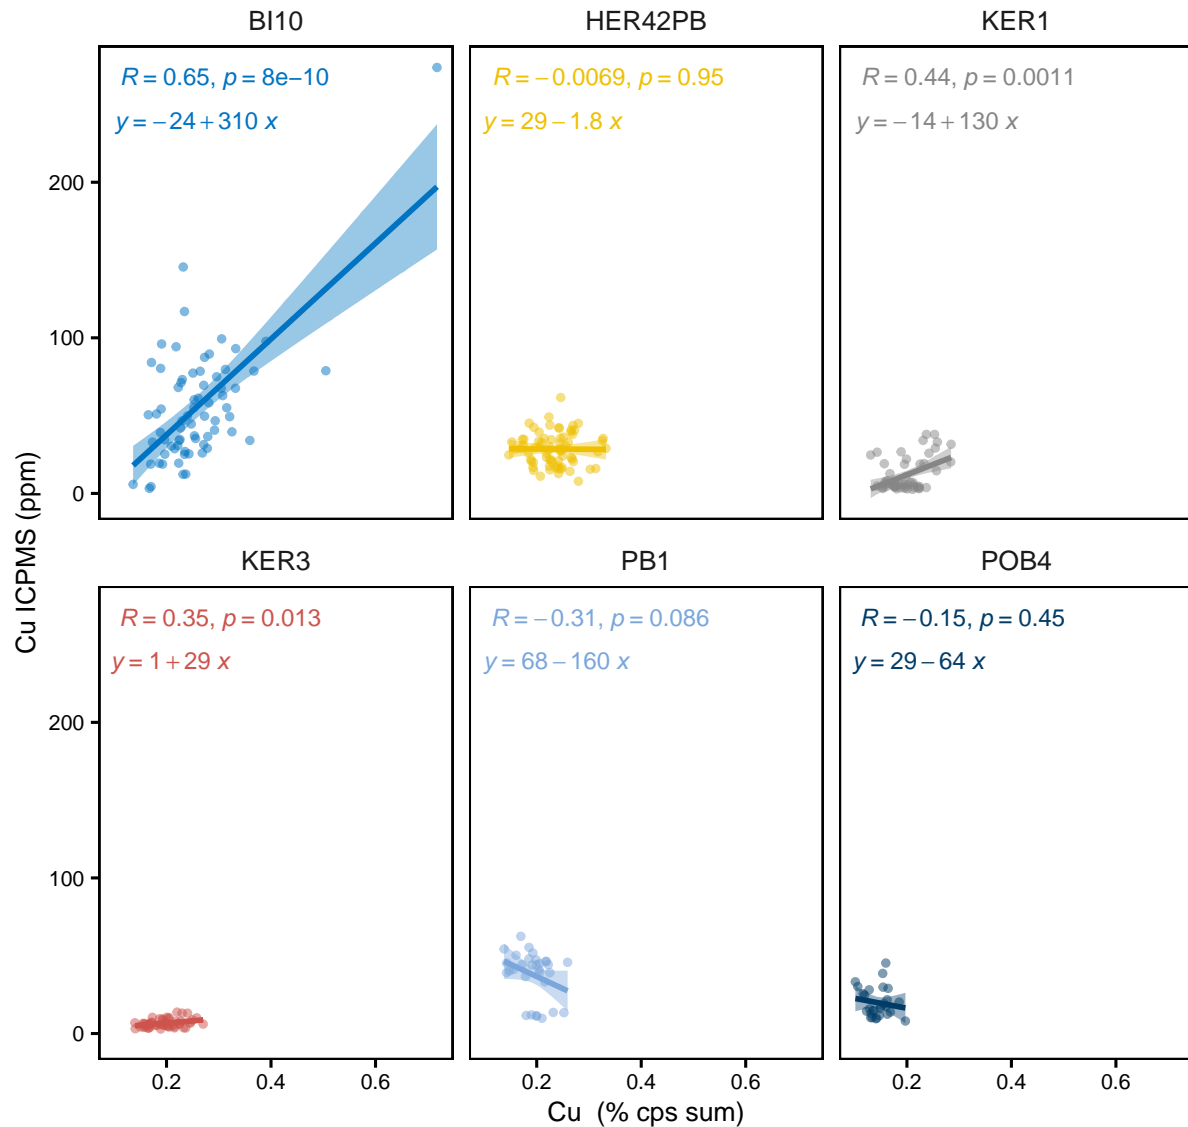 BI10
HER42PB
KER1
R = 0.65, p = 8e−10
y = −24 + 310 x
R = −0.0069, p = 0.95
y = 29 − 1.8 x
R = 0.44, p = 0.0011
y = −14 + 130 x
200
100
0
KER3
PB1
POB4
R = 0.35, p = 0.013
y = 1 + 29 x
R = −0.31, p = 0.086
y = 68 − 160 x
R = −0.15, p = 0.45
y = 29 − 64 x
200
100
0
Cu ICPMS (ppm)
0.2 0.4 0.6
0.2 0.4 0.6
0.2 0.4 0.6
Cu (% cps sum)